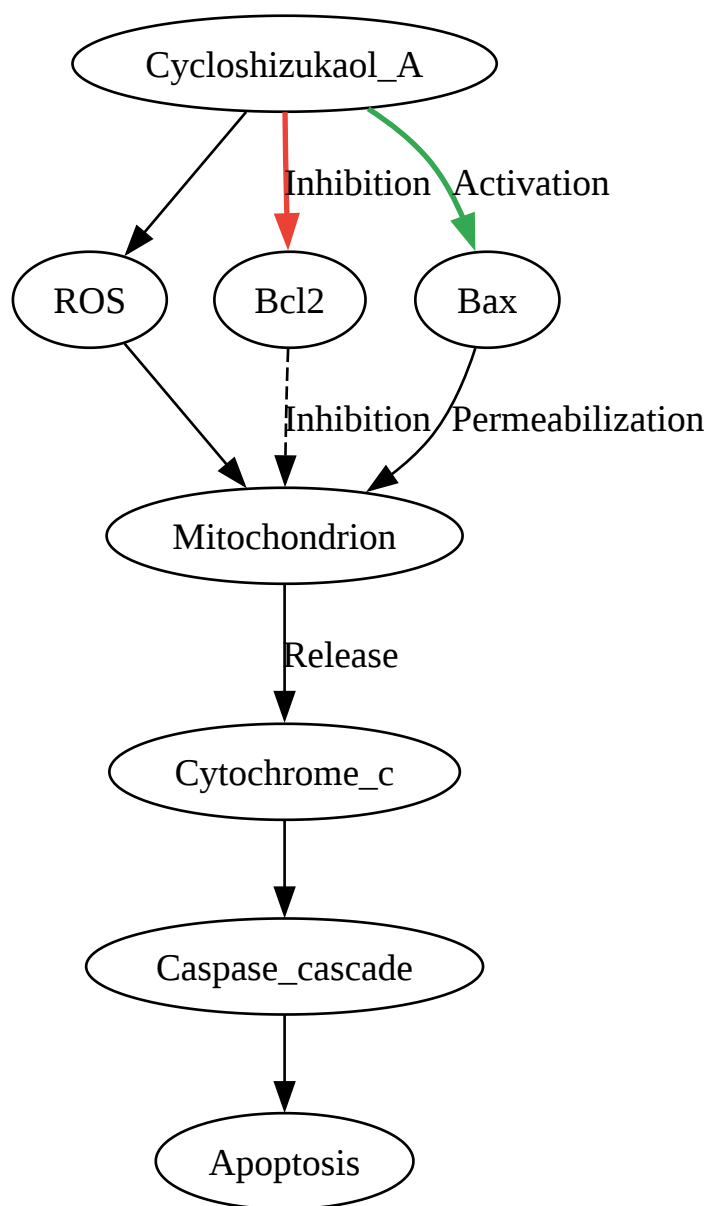 Cycloshizukaol_A
Inhibition
Activation
ROS
Bcl2
Bax
Inhibition
Permeabilization
Mitochondrion
Release
Cytochrome_c
Caspase_cascade
Apoptosis